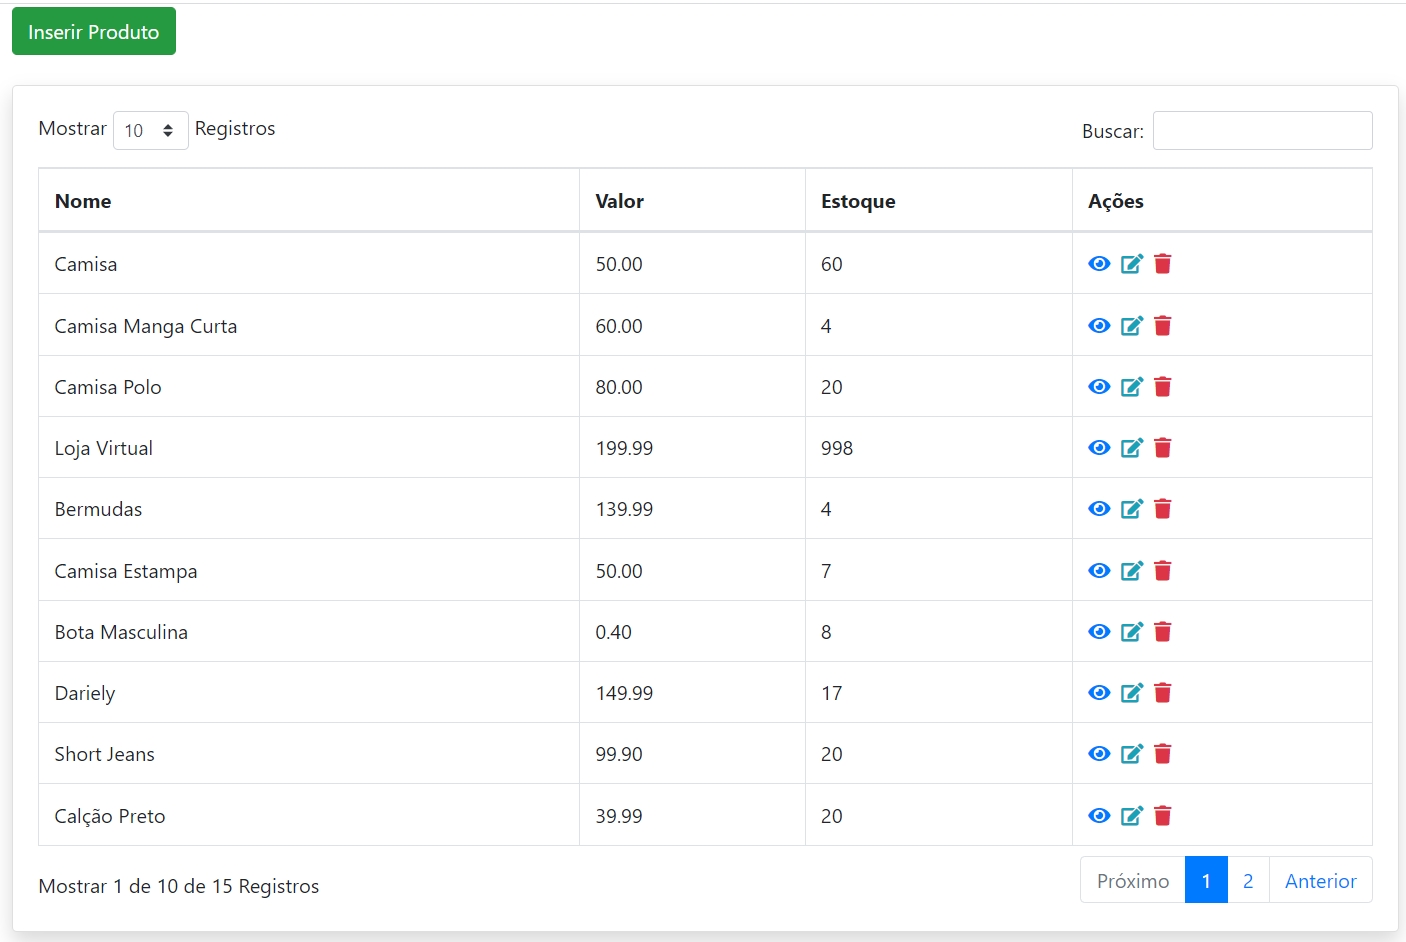 Inserir Produto
Mostrar 10 Registros Buscar:
Nome Valor Estoque Ações
Camisa 50.00 60
Camisa Manga Curta 60.00 4
Camisa Polo 80.00 20
Loja Virtual 199.99 998
Bermudas 139.99 4
Camisa Estampa 50.00 7
Bota Masculina 0.40 8
Dariely 149.99 17
Short Jeans 99.90 20
Calção Preto 39.99 20
Mostrar 1 de 10 de 15 Registros Próximo 1 2 Anterior